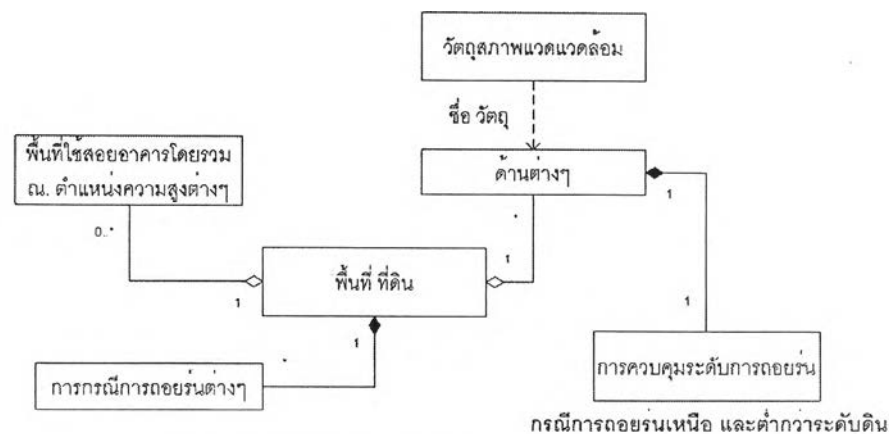 วัตถุสภาพแวดแวดล้อม
ชื่อ วัตถุ
พื้นที่ใช้สอยอาคารโดยรวม
ณ. ตำแหน่งความสูงต่างๆ
ด้านต่างๆ
1
*
0..*
1
1
พื้นที่ ที่ดิน
1
1
*
การกรณีการถอยร่นต่างๆ
การควบคุมระดับการถอยร่น
กรณีการถอยร่นเหนือ และต่ำกว่าระดับดิน